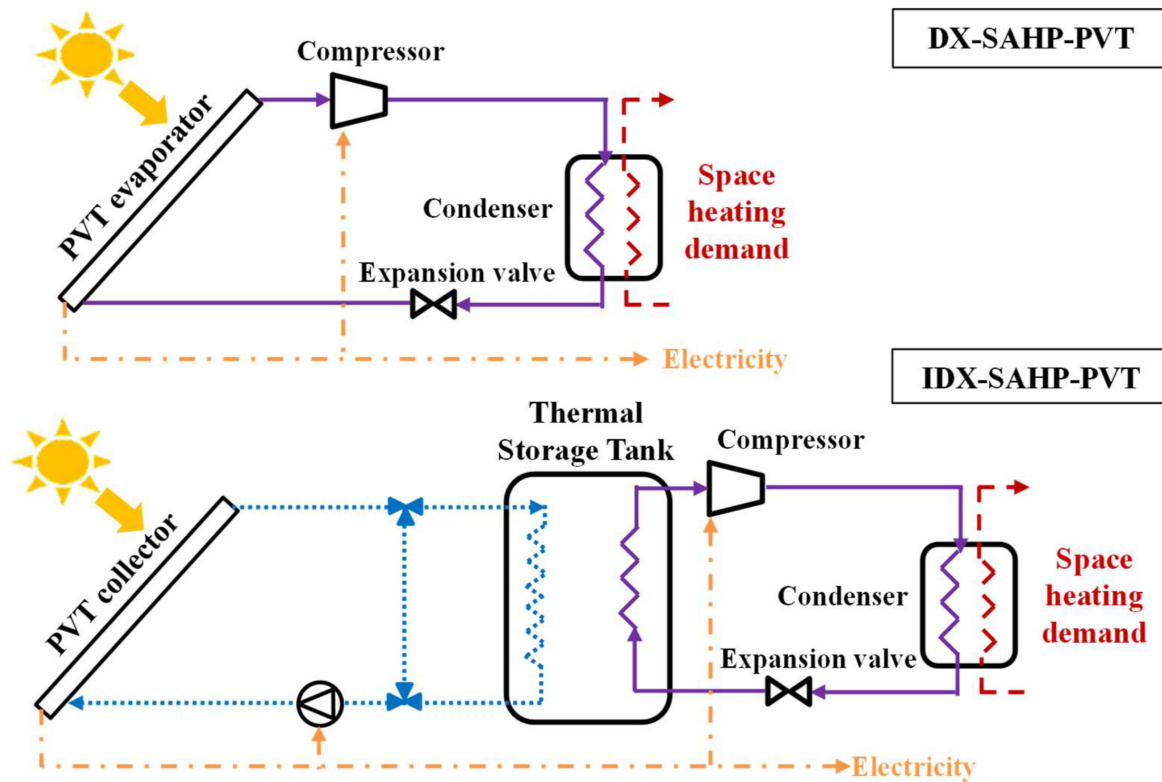 DX-SAHP-PVT
Compressor
PVT evaporator
Condenser
Space
heating
demand
Expansion valve
Electricity
IDX-SAHP-PVT
Thermal
Storage Tank
Compressor
PVT collector
Condenser
Space
heating
demand
Expansion valve
Electricity